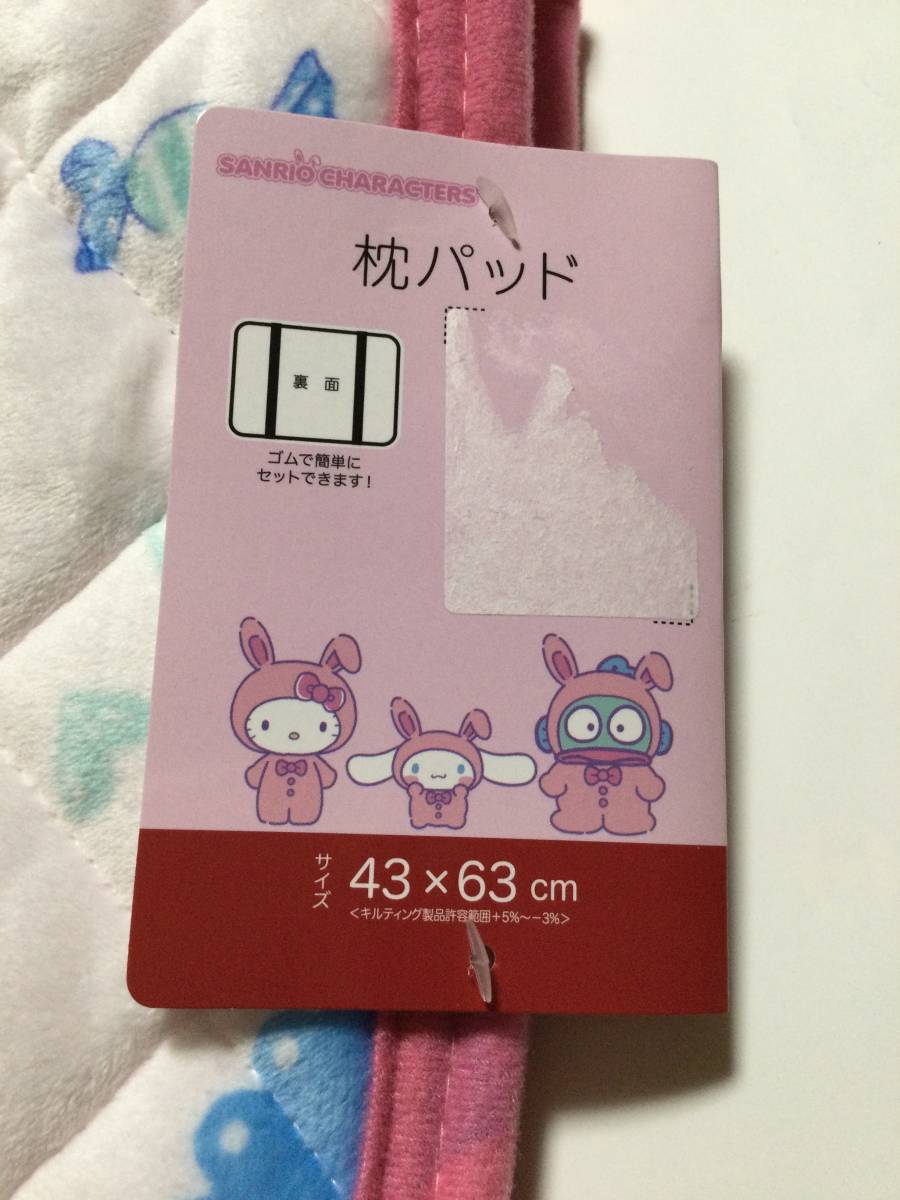 SANRIO CHARACTERS
枕パッド
裏 面
ゴムで簡単に
セットできます!
サイズ 43×63 cm
<キルティング製品許容範囲+5%~-3%>